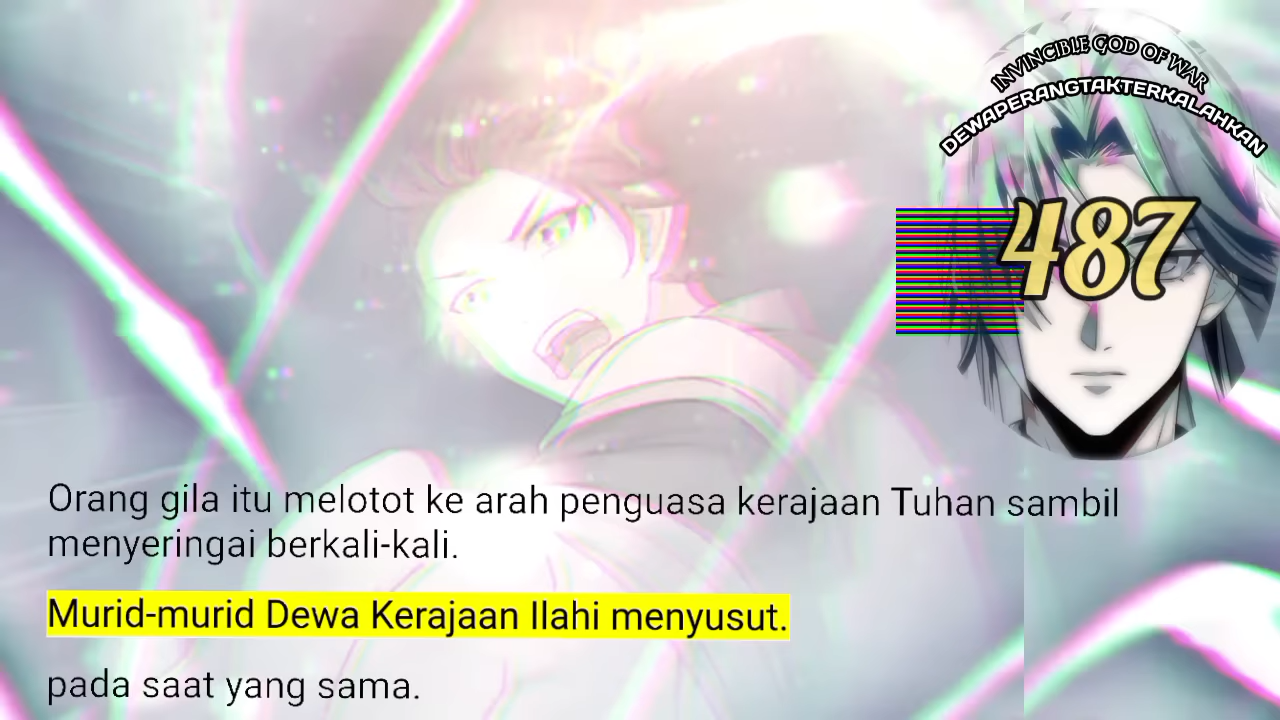 INVINCIBLE GOD OF WAR
DEWAPERANGTAKTERKALAHKAN
487
Orang gila itu melotot ke arah penguasa kerajaan Tuhan sambil
menyeringai berkali-kali.
Murid-murid Dewa Kerajaan Ilahi menyusut.
pada saat yang sama.